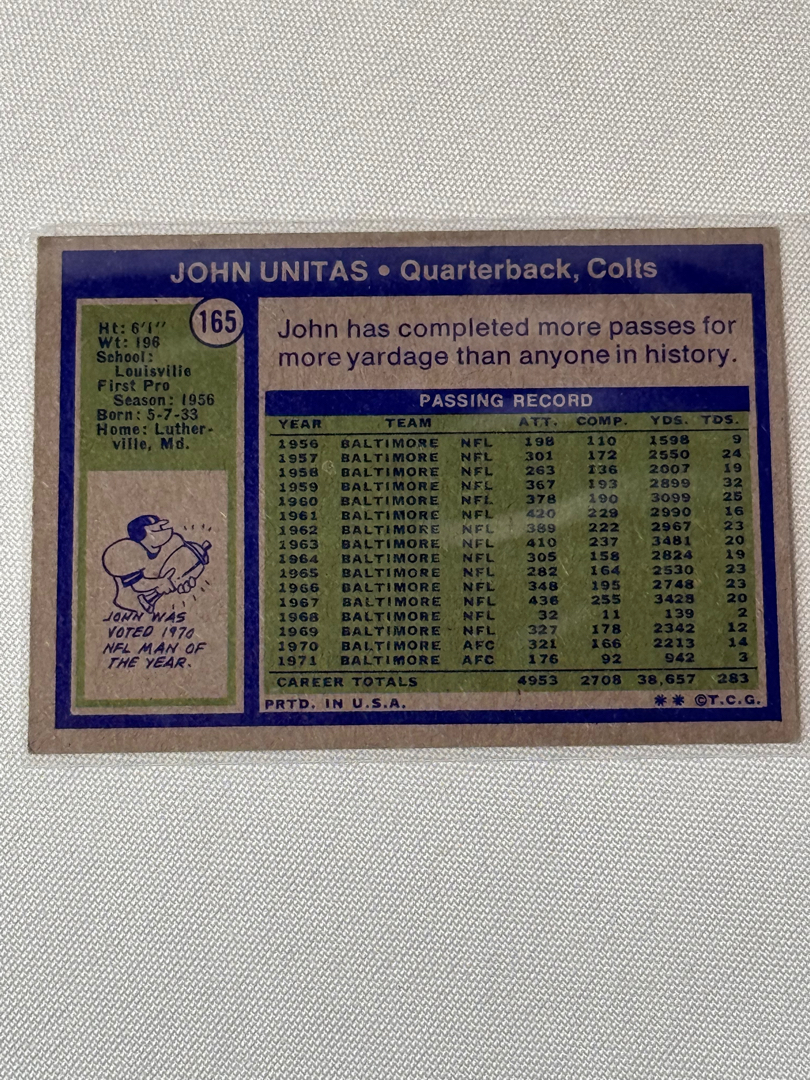 JOHN UNITAS • Quarterback, Colts
165
Ht: 6'1"
Wt: 196
School:
Louisville
First Pro
Season: 1956
Born: 5-7-33
Home: Luther-
ville, Md.
JOHN WAS
VOTED 1970
NFL MAN OF
THE YEAR.
John has completed more passes for
more yardage than anyone in history.
PASSING RECORD
YEAR TEAM ATT. COMP. YDS. TDS.
1956 BALTIMORE NFL 198 110 1598 9
1957 BALTIMORE NFL 301 172 2550 24
1958 BALTIMORE NFL 263 136 2007 19
1959 BALTIMORE NFL 367 193 2899 32
1960 BALTIMORE NFL 378 190 3099 25
1961 BALTIMORE NFL 420 229 2990 16
1962 BALTIMORE NFL 389 222 2967 23
1963 BALTIMORE NFL 410 237 3481 20
1964 BALTIMORE NFL 305 158 2824 19
1965 BALTIMORE NFL 282 164 2530 23
1966 BALTIMORE NFL 348 195 2748 23
1967 BALTIMORE NFL 436 255 3428 20
1968 BALTIMORE NFL 32 11 139 2
1969 BALTIMORE NFL 327 178 2342 12
1970 BALTIMORE AFC 321 166 2213 14
1971 BALTIMORE AFC 176 92 942 3
CAREER TOTALS 4953 2708 38,657 283
PRTD. IN U.S.A. ** ©T.C.G.